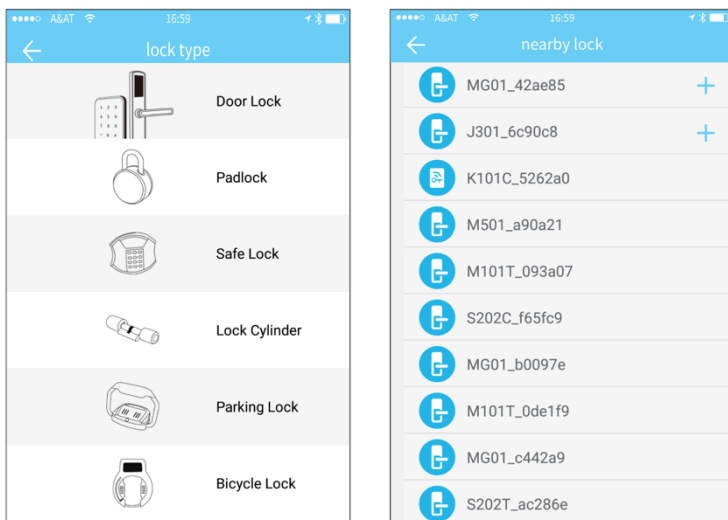 A&AT 16:59
lock type
Door Lock
Padlock
Safe Lock
Lock Cylinder
Parking Lock
Bicycle Lock
A&AT 16:59
nearby lock
MG01_42ae85
J301_6c90c8
K101C_5262a0
M501_a90a21
M101T_093a07
S202C_f65fc9
MG01_b0097e
M101T_0de1f9
MG01_c442a9
S202T_ac286e